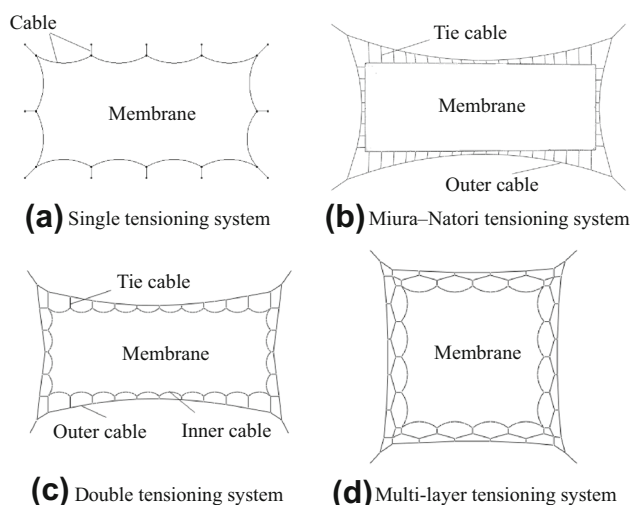 Cable
Membrane
(a) Single tensioning system
Tie cable
Membrane
Outer cable
(b) Miura–Natori tensioning system
Tie cable
Membrane
Outer cable
Inner cable
(c) Double tensioning system
Membrane
(d) Multi-layer tensioning system